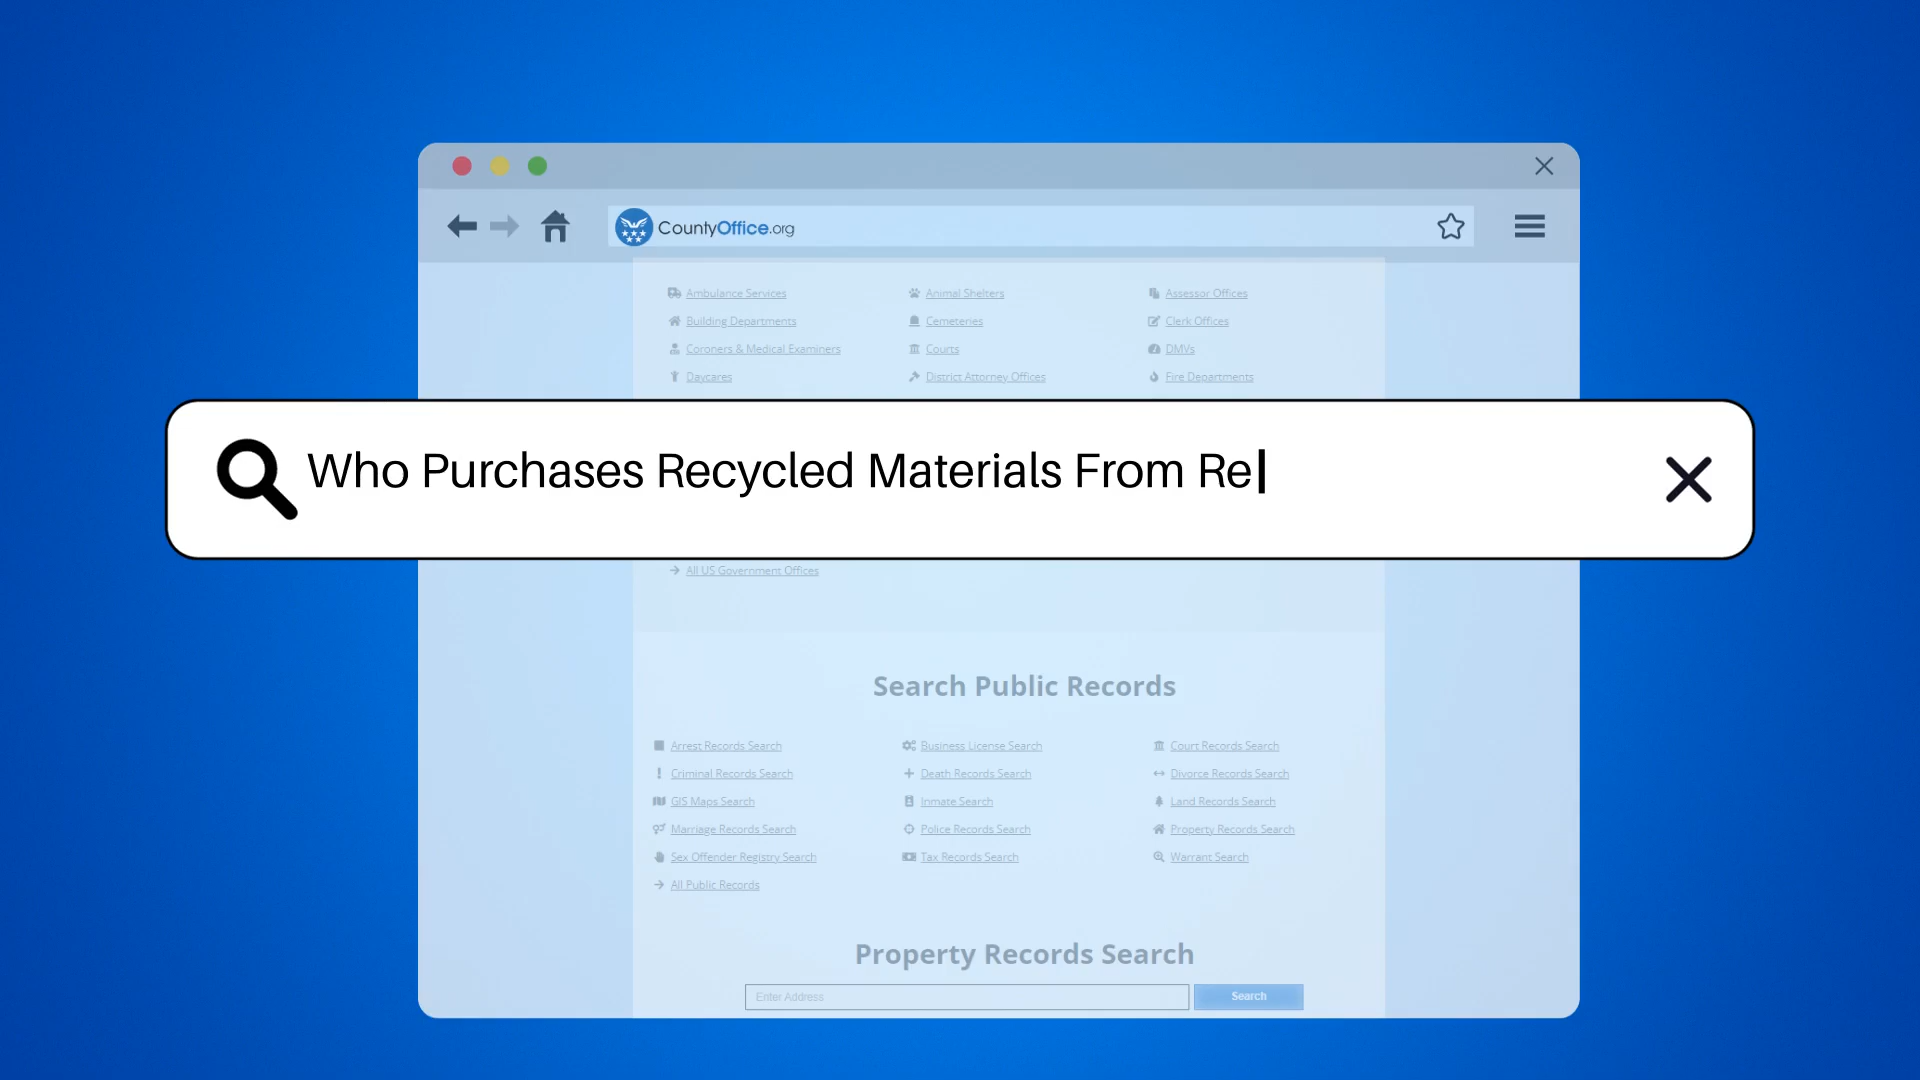 CountyOffice.org
Ambulance Services Animal Shelters Assessor Offices
Building Departments Cemeteries Clerk Offices
Coroners & Medical Examiners Courts DMVs
Daycares District Attorney Offices Fire Departments
Who Purchases Recycled Materials From Re
All US Government Offices
Search Public Records
Arrest Records Search Business License Search Court Records Search
Criminal Records Search Death Records Search Divorce Records Search
GIS Maps Search Inmate Search Land Records Search
Marriage Records Search Police Records Search Property Records Search
Sex Offender Registry Search Tax Records Search Warrant Search
All Public Records
Property Records Search
Enter Address Search